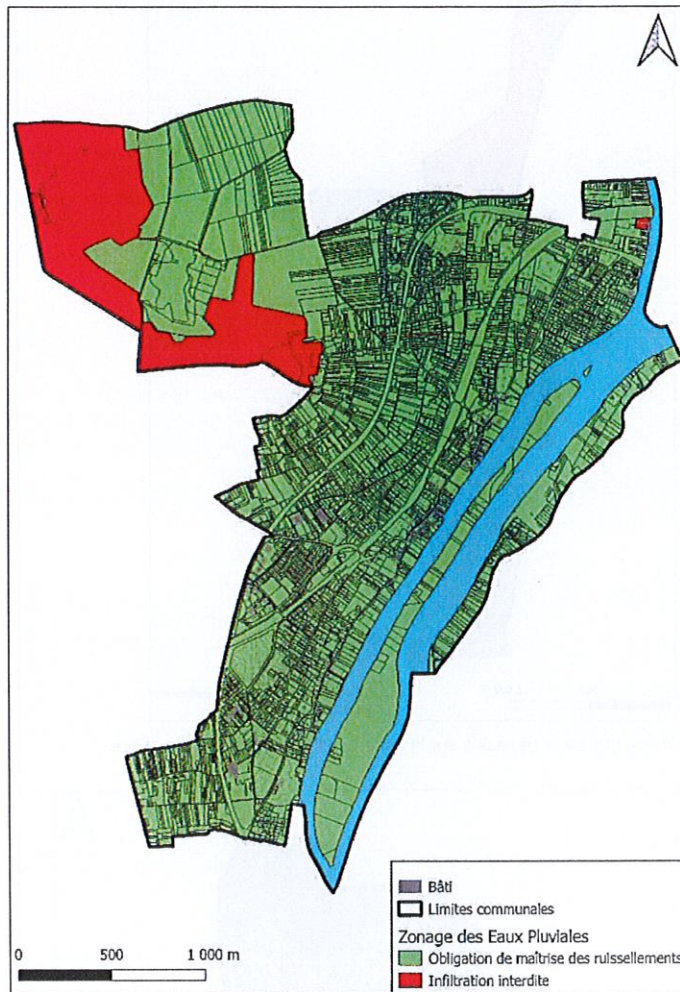 Bâti
Limites communales
Zonage des Eaux Pluviales
Obligation de maîtrise des ruissellements
Infiltration interdite
0 500 1 000 m